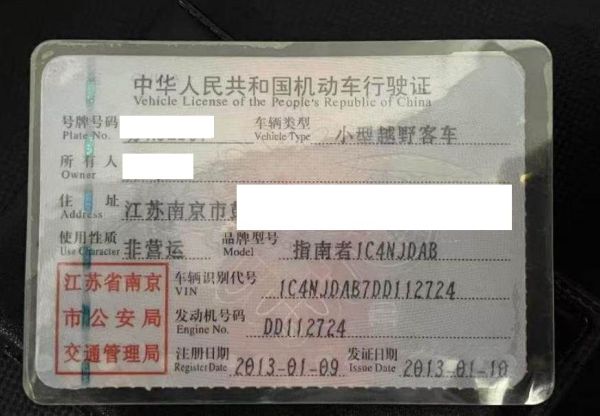 中华人民共和国机动车行驶证
Vehicle License of the People's Republic of China
号牌号码 车辆类型 小型越野客车
Plate No. Vehicle Type
所有人
Owner
住址 江苏南京市
Address
使用性质 非营运 品牌型号 指南者1C4NJDAB
Use Character Model
江苏省南京 车辆识别代号 1C4NJDAB7DD112724
VIN
市公安局 发动机号码 DD112724
Engine No.
交通管理局 注册日期 2013-01-09 发证日期 2013-01-10
Register Date Issue Date